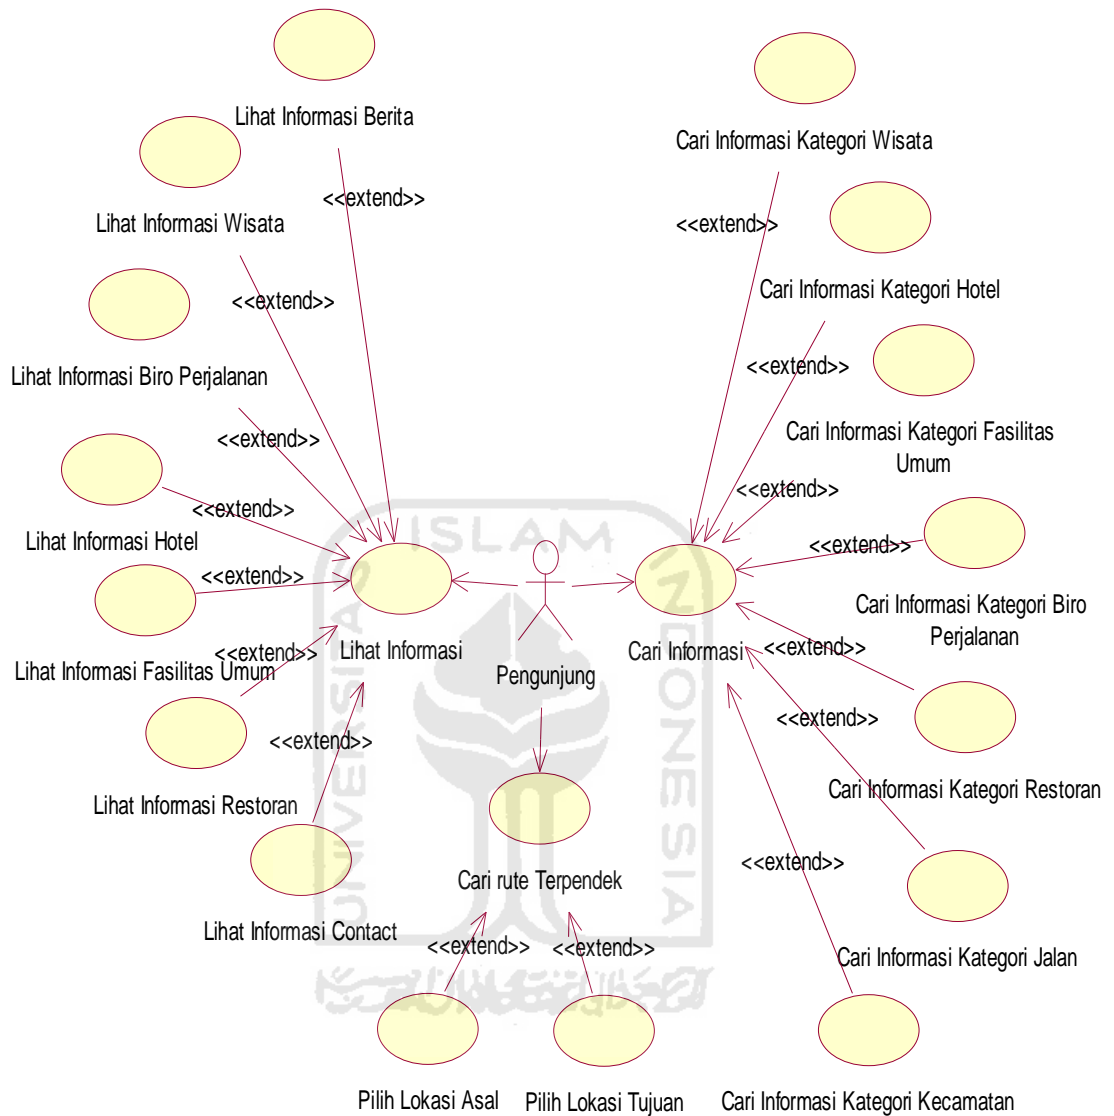 Lihat Informasi Berita
Cari Informasi Kategori Wisata
<<extend>>
Lihat Informasi Wisata
<<extend>>
Cari Informasi Kategori Hotel
<<extend>>
Lihat Informasi Biro Perjalanan
<<extend>>
<<extend>>
Cari Informasi Kategori Fasilitas
Umum
<<extend>>
<<extend>>
Lihat Informasi Hotel
<<extend>>
<<extend>>
Cari Informasi Kategori Biro
Perjalanan
Lihat Informasi
Cari Informasi
Pengunjung
Lihat Informasi Fasilitas Umum
<<extend>>
<<extend>>
<<extend>>
<<extend>>
Cari Informasi Kategori Restoran
Lihat Informasi Restoran
<<extend>>
Cari rute Terpendek
Lihat Informasi Contact
<<extend>>
<<extend>>
Cari Informasi Kategori Jalan
Pilih Lokasi Asal
Pilih Lokasi Tujuan
Cari Informasi Kategori Kecamatan
UNIVERSITAS
ISLAM
INDONESIA